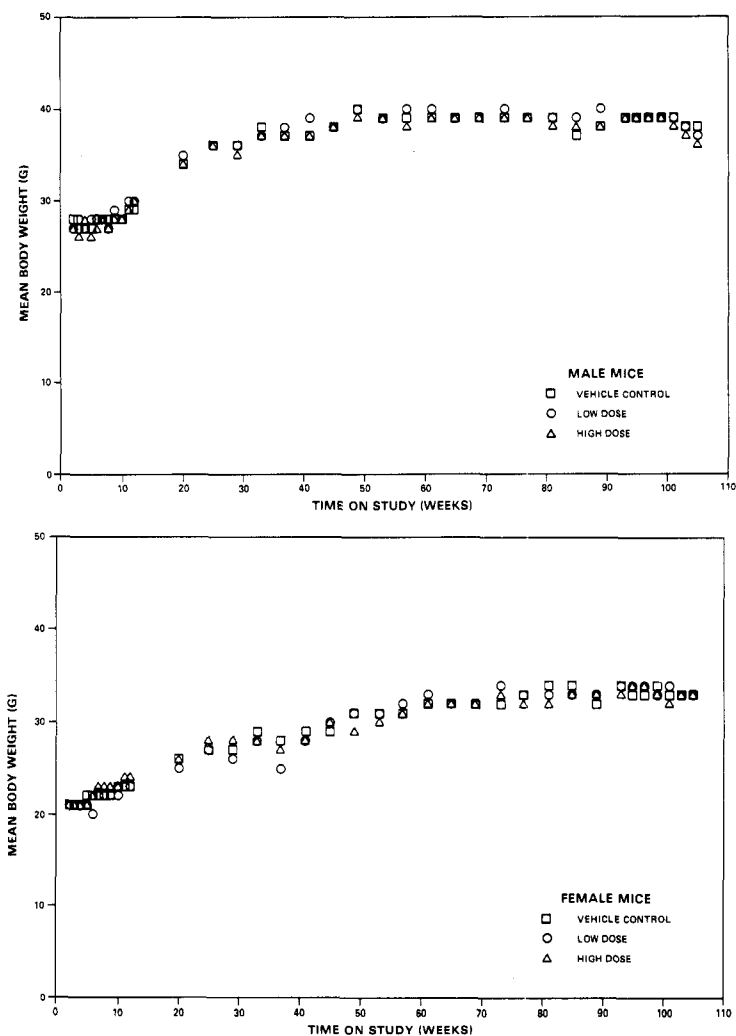 50
40
30
20
10
0
MEAN BODY WEIGHT (G)
MALE MICE
VEHICLE CONTROL
LOW DOSE
HIGH DOSE
0 10 20 30 40 50 60 70 80 90 100 110
TIME ON STUDY (WEEKS)
50
40
30
20
10
0
MEAN BODY WEIGHT (G)
FEMALE MICE
VEHICLE CONTROL
LOW DOSE
HIGH DOSE
0 10 20 30 40 50 60 70 80 90 100 110
TIME ON STUDY (WEEKS)